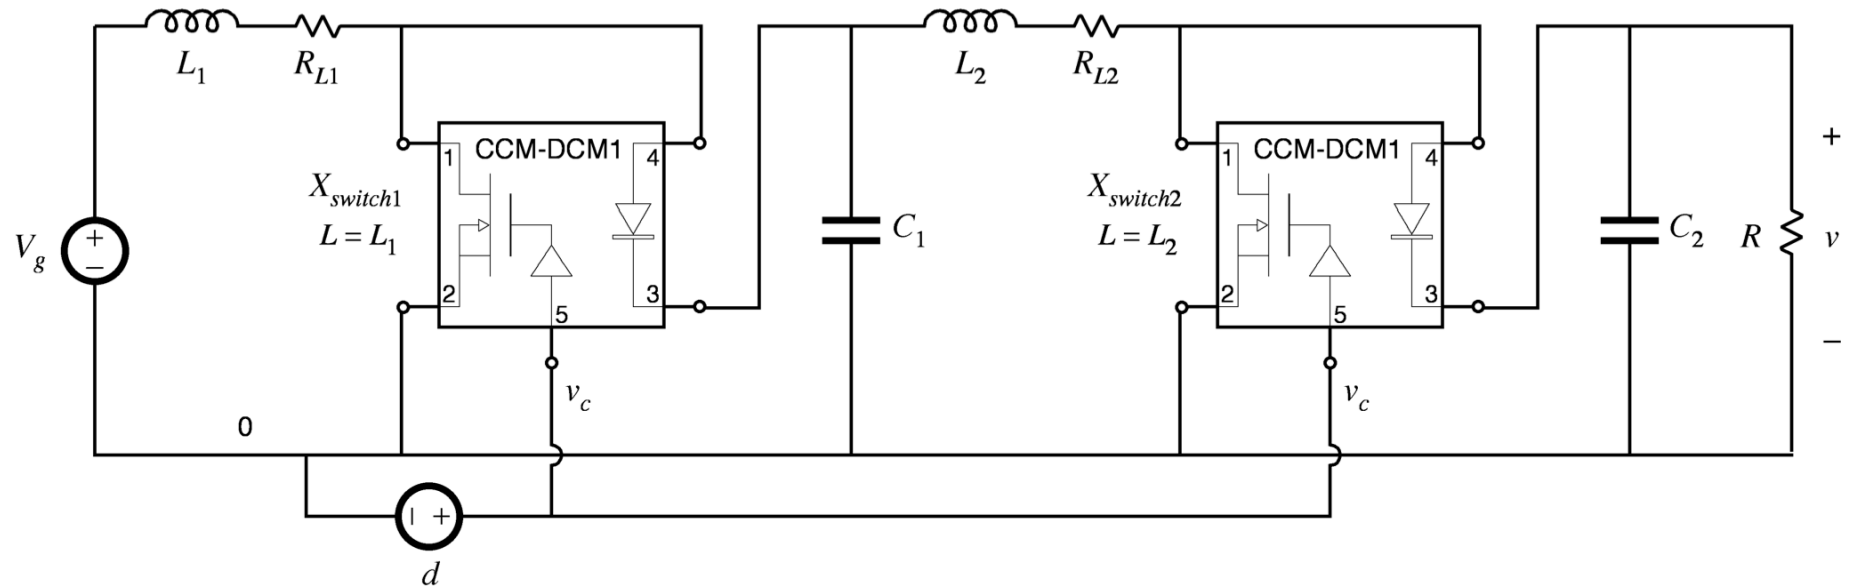 L1 RL1 L2 RL2
CCM-DCM1 CCM-DCM1
1 4 1 4
+
Xswitch1 Xswitch2
L = L1 L = L2
C1 C2 R v
Vg + −
2 3 2 3
5 5
−
vc vc
0
− +
d